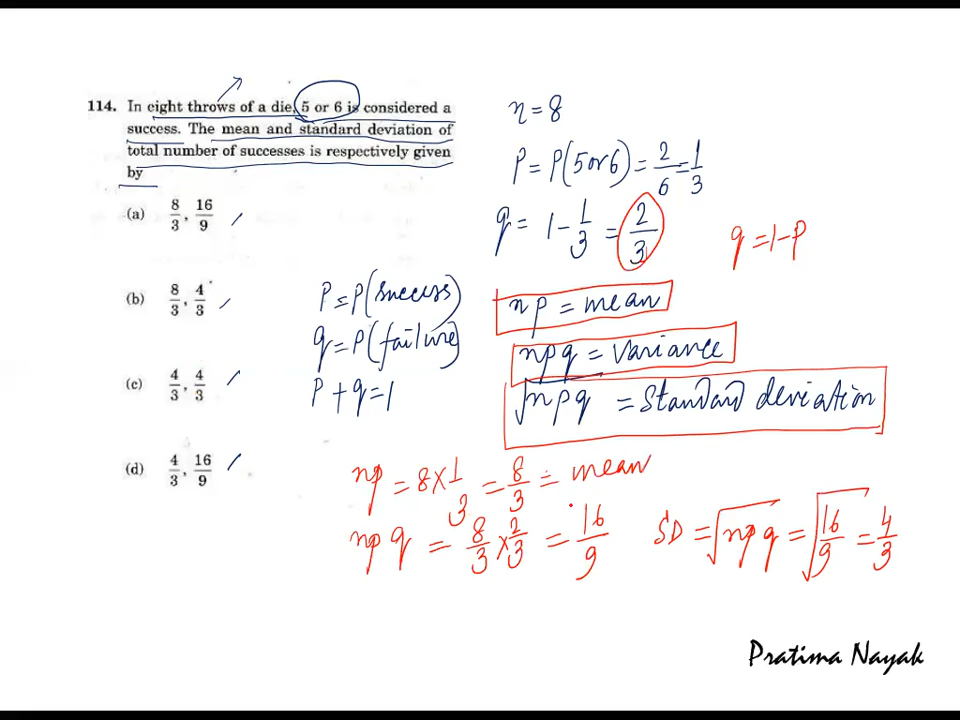 114. In eight throws of a die, 5 or 6 is considered a
success. The mean and standard deviation of
total number of successes is respectively given
by
(a) 8/3, 16/9
(b) 8/3, 4/3
(c) 4/3, 4/3
(d) 4/3, 16/9
n = 8
P = P(5 or 6) = 2/6 = 1/3
q = 1 - 1/3 = 2/3
q = 1 - P
P = P(success)
q = P(failure)
P + q = 1
np = mean
npq = variance
√npq = Standard deviation
np = 8 × 1/3 = 8/3 = mean
npq = 8/3 × 2/3 = 16/9
SD = √npq = √16/9 = 4/3
Pratima Nayak